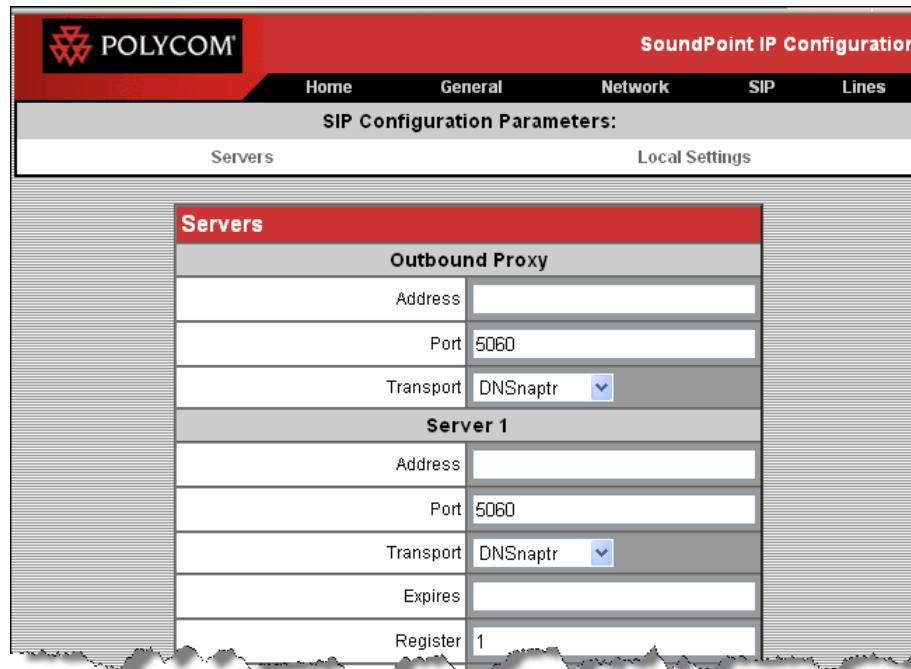 POLYCOM
SoundPoint IP Configuration
Home General Network SIP Lines
SIP Configuration Parameters:
Servers Local Settings
Servers
Outbound Proxy
Address
Port 5060
Transport DNSnaptr
Server 1
Address
Port 5060
Transport DNSnaptr
Expires
Register 1